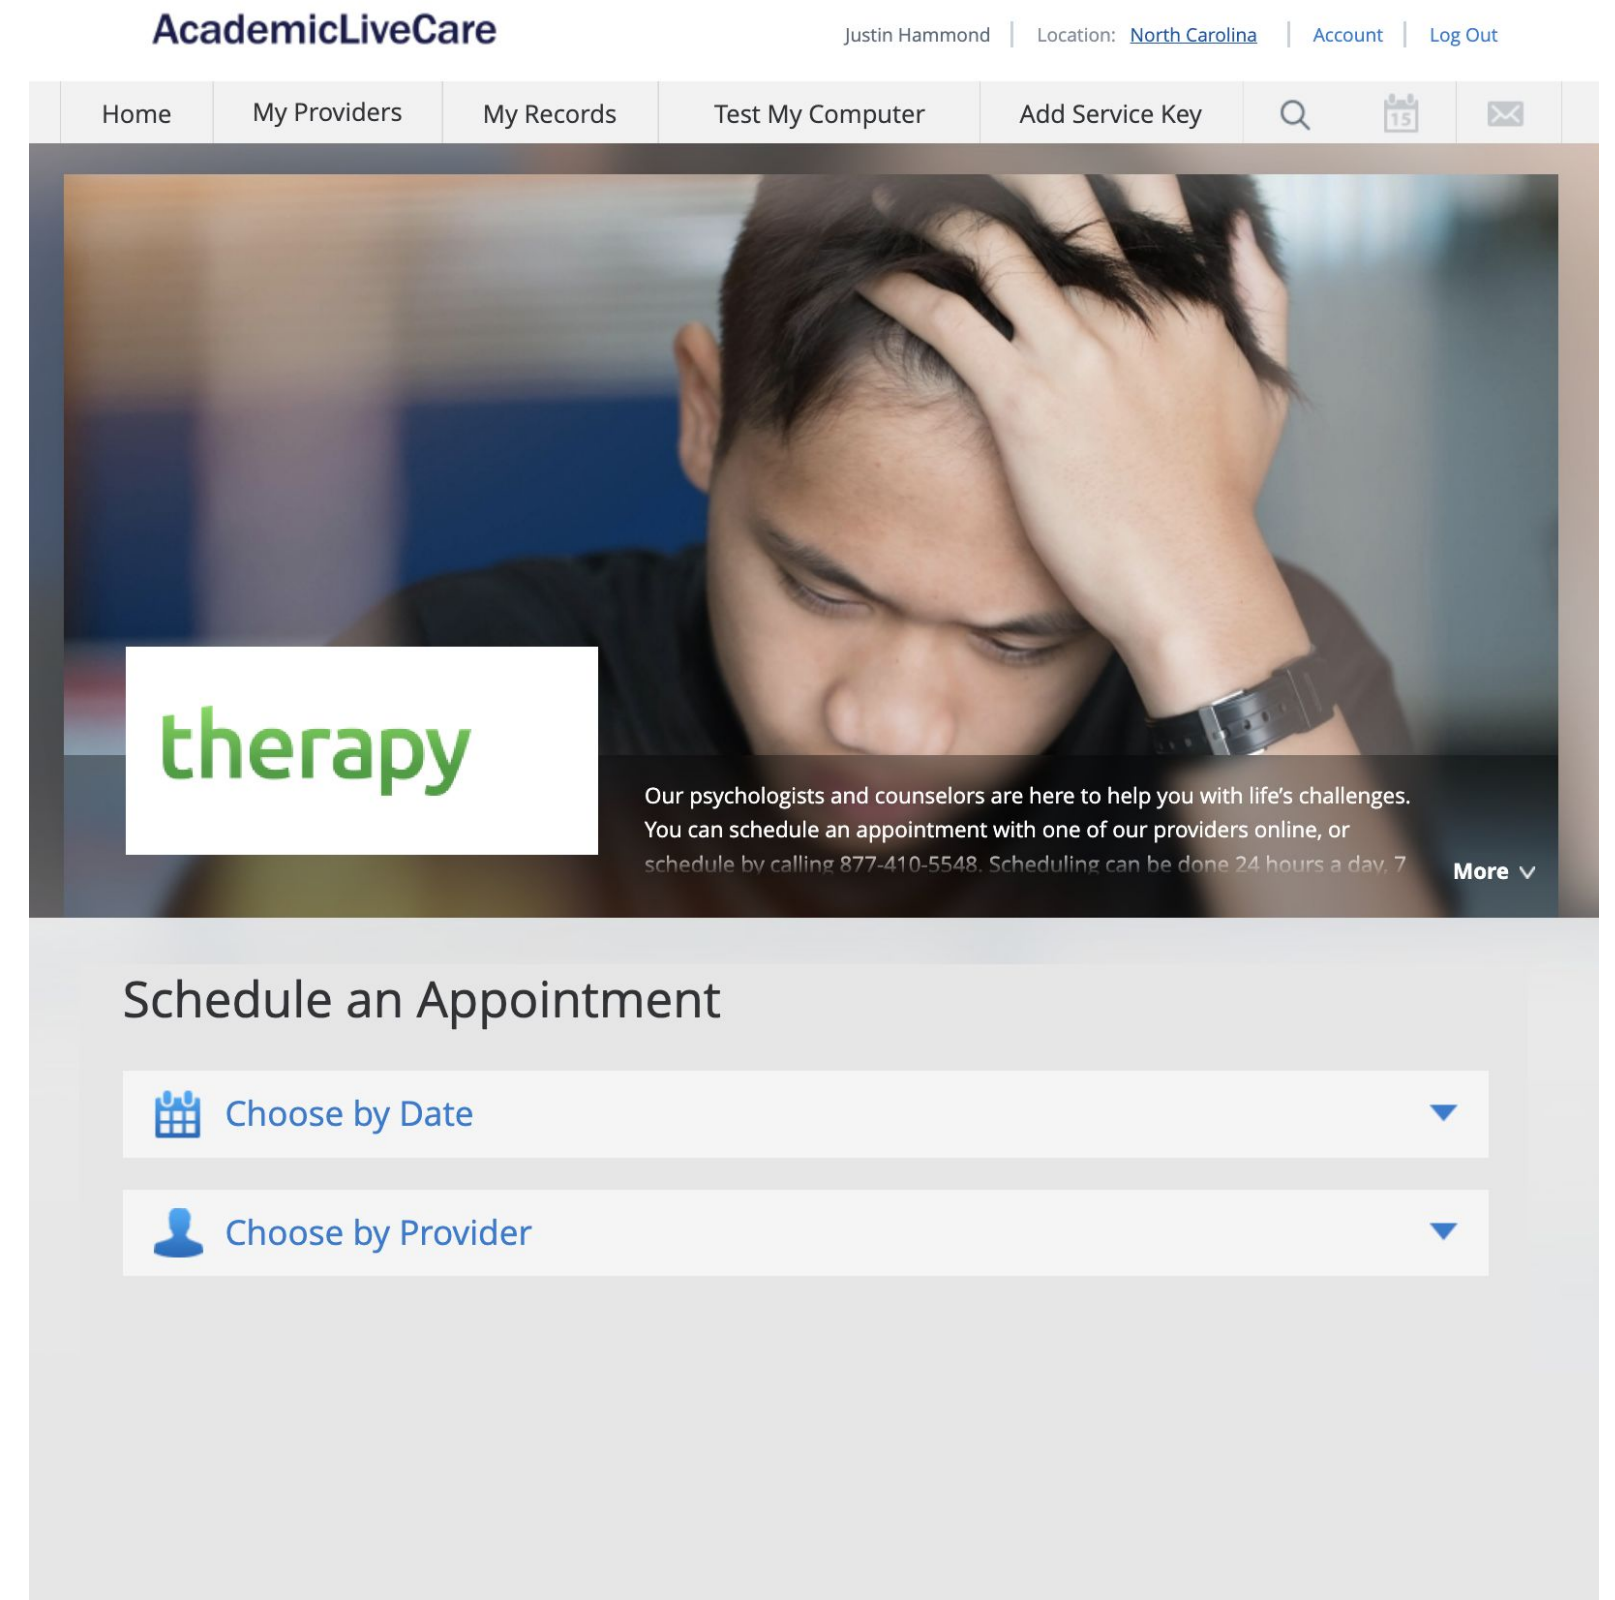 AcademicLiveCare
Justin Hammond | Location: North Carolina | Account | Log Out
Home My Providers My Records Test My Computer Add Service Key 15
therapy
Our psychologists and counselors are here to help you with life’s challenges.
You can schedule an appointment with one of our providers online, or
schedule by calling 877-410-5548. Scheduling can be done 24 hours a day, 7
More
Schedule an Appointment
Choose by Date
Choose by Provider